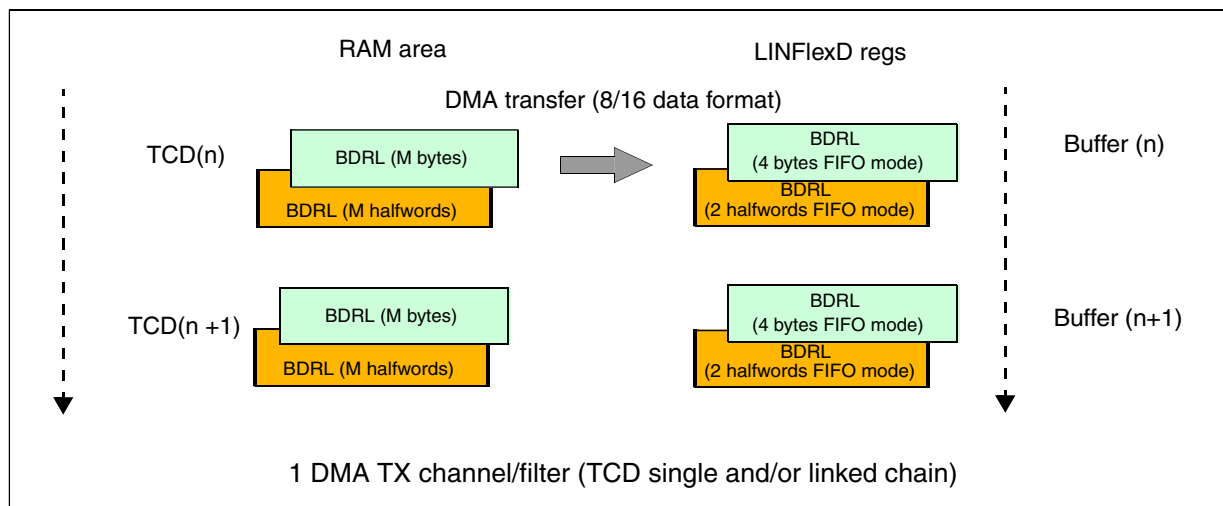 RAM area
LINFlexD regs
DMA transfer (8/16 data format)
TCD(n)
BDRL (M bytes)
BDRL (M halfwords)
BDRL
(4 bytes FIFO mode)
BDRL
(2 halfwords FIFO mode)
Buffer (n)
TCD(n +1)
BDRL (M bytes)
BDRL (M halfwords)
BDRL
(4 bytes FIFO mode)
BDRL
(2 halfwords FIFO mode)
Buffer (n+1)
1 DMA TX channel/filter (TCD single and/or linked chain)